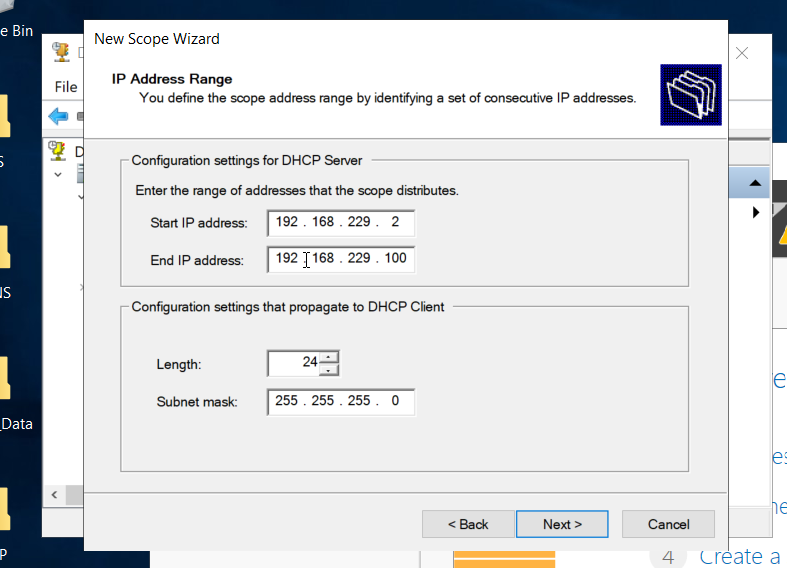 e Bin
New Scope Wizard
File
IP Address Range
You define the scope address range by identifying a set of consecutive IP addresses.
S
Configuration settings for DHCP Server
Enter the range of addresses that the scope distributes.
Start IP address: 192 . 168 . 229 . 2
End IP address: 192 . 168 . 229 . 100
Configuration settings that propagate to DHCP Client
Length: 24
Subnet mask: 255 . 255 . 255 . 0
_Data
< Back Next > Cancel
4 Create a